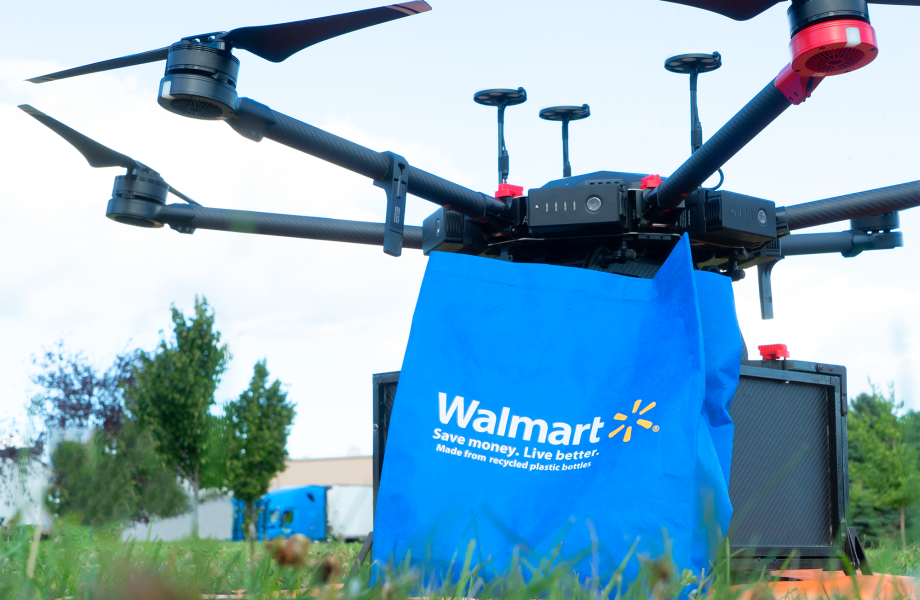 Walmart
Save money. Live better.
Made from recycled plastic bottles